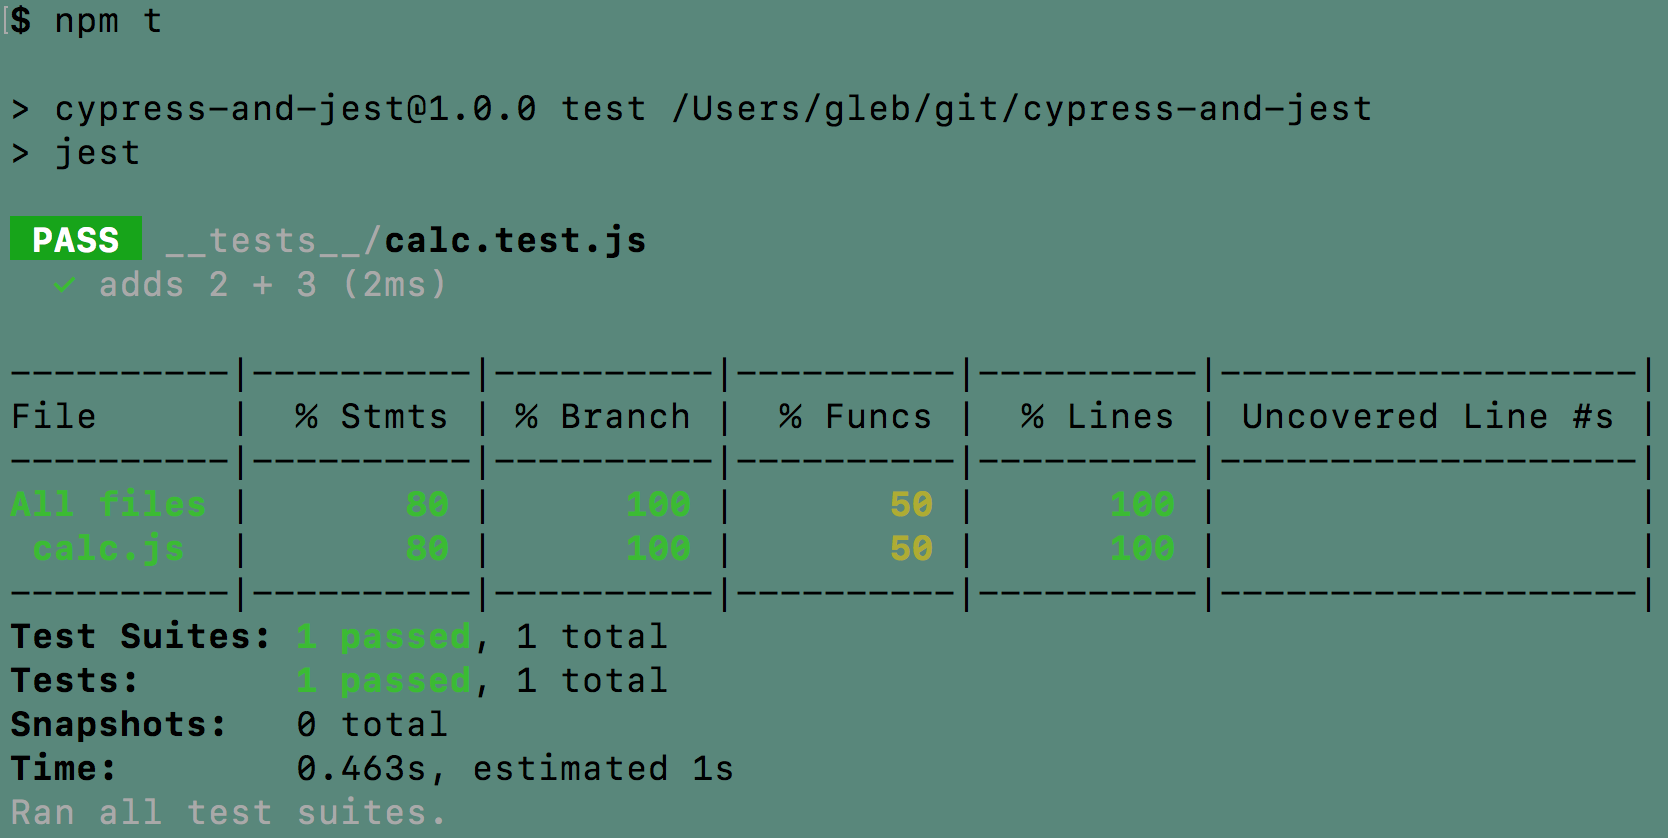 $ npm t
> cypress-and-jest@1.0.0 test /Users/gleb/git/cypress-and-jest
> jest
PASS __tests__/calc.test.js
✓ adds 2 + 3 (2ms)
----------|----------|----------|----------|----------|-------------------|
File      |  % Stmts | % Branch |  % Funcs |  % Lines | Uncovered Line #s |
----------|----------|----------|----------|----------|-------------------|
All files |       80 |      100 |       50 |      100 |                   |
 calc.js  |       80 |      100 |       50 |      100 |                   |
----------|----------|----------|----------|----------|-------------------|
Test Suites: 1 passed, 1 total
Tests:       1 passed, 1 total
Snapshots:   0 total
Time:        0.463s, estimated 1s
Ran all test suites.